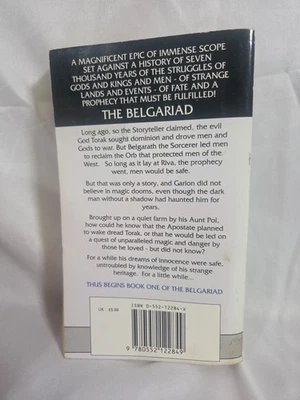 A MAGNIFICENT EPIC OF IMMENSE SCOPE
SET AGAINST A HISTORY OF SEVEN
THOUSAND YEARS OF THE STRUGGLES OF
GODS AND KINGS AND MEN - OF STRANGE
LANDS AND EVENTS - OF FATE AND A
PROPHECY THAT MUST BE FULFILLED!
THE BELGARIAD
Long ago, so the Storyteller claimed, the evil
God Torak sought dominion and drove men and
Gods to war. But Belgarath the Sorcerer led men
to reclaim the Orb that protected men of the
West. So long as it lay at Riva, the prophecy
went, men would be safe.
But that was only a story, and Garion did not
believe in magic dooms, even though the dark
man without a shadow had haunted him for
years.
Brought up on a quiet farm by his Aunt Pol,
how could he know that the Apostate planned
to wake dread Torak, or that he would be led on
a quest of unparalleled magic and danger by
those he loved - but did not know?
For a while his dreams of innocence were safe,
untroubled by knowledge of his strange
heritage. For a little while...
THUS BEGINS BOOK ONE OF THE BELGARIAD
UK
ISBN 0-552-12284-X
9 780552 122849